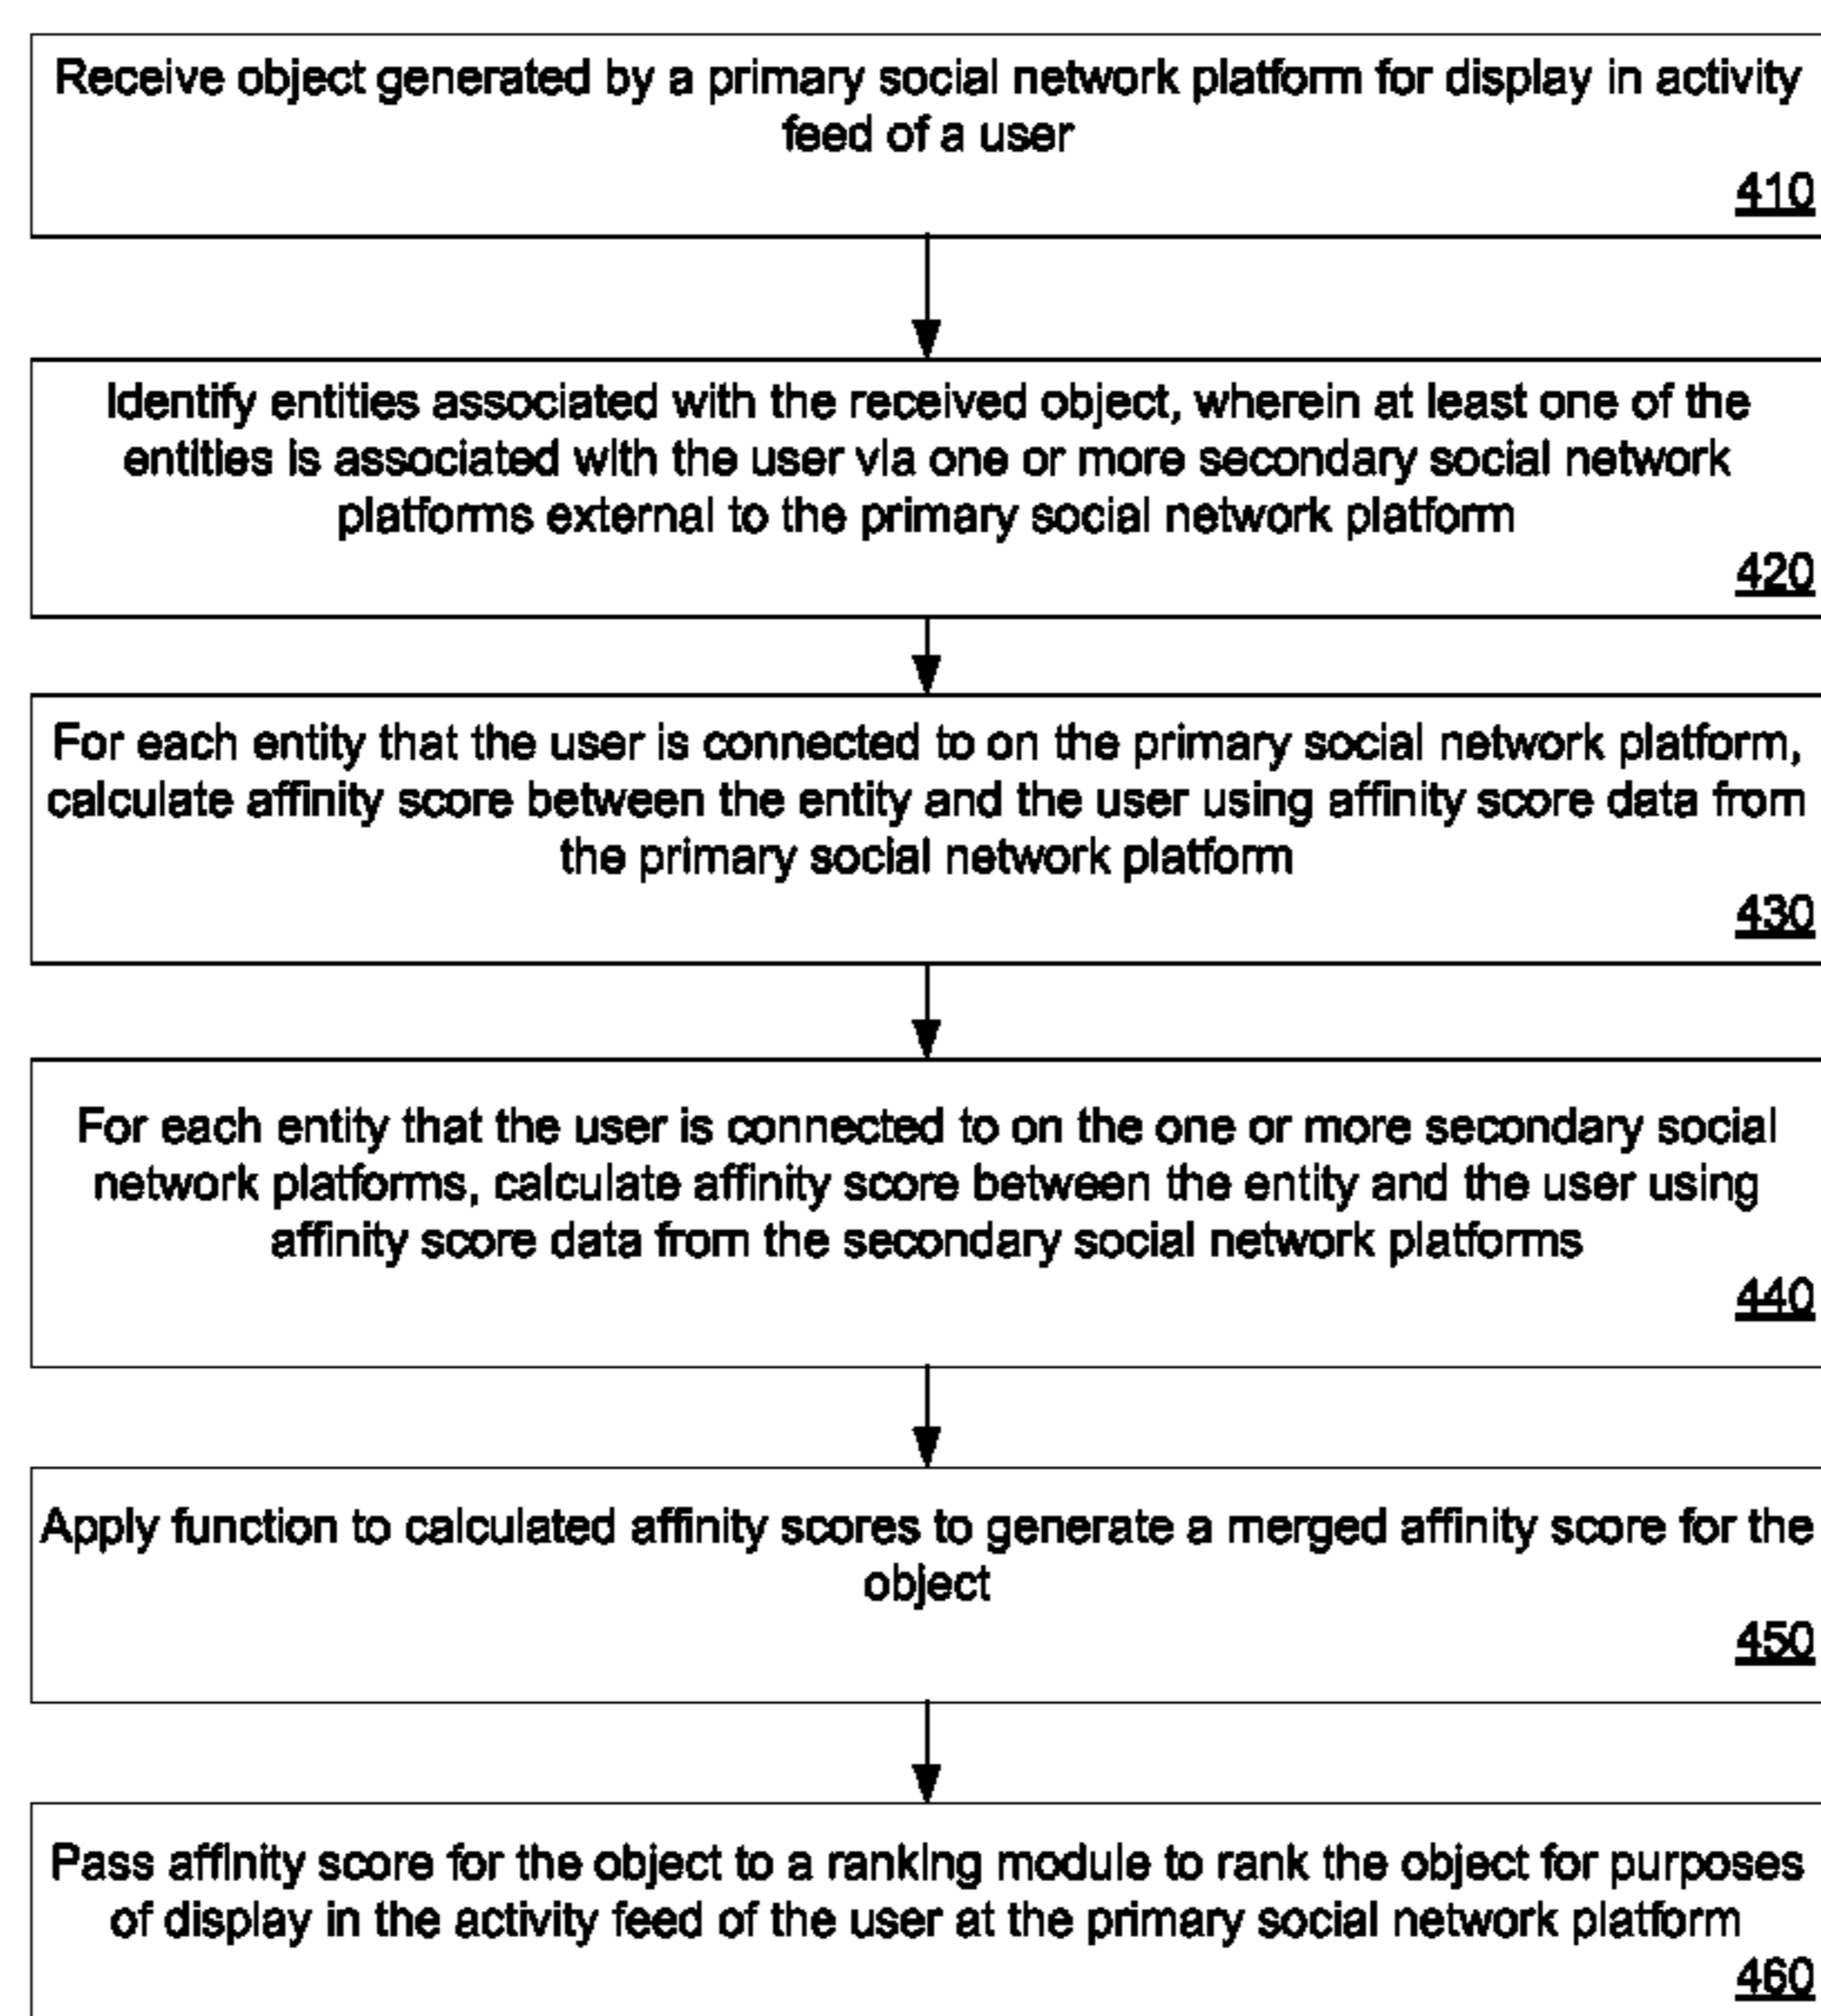 Receive object generated by a primary social network platform for display in activity
feed of a user
410
Identify entities associated with the received object, wherein at least one of the
entities is associated with the user via one or more secondary social network
platforms external to the primary social network platform
420
For each entity that the user is connected to on the primary social network platform,
calculate affinity score between the entity and the user using affinity score data from
the primary social network platform
430
For each entity that the user is connected to on the one or more secondary social
network platforms, calculate affinity score between the entity and the user using
affinity score data from the secondary social network platforms
440
Apply function to calculated affinity scores to generate a merged affinity score for the
object
450
Pass affinity score for the object to a ranking module to rank the object for purposes
of display in the activity feed of the user at the primary social network platform
460